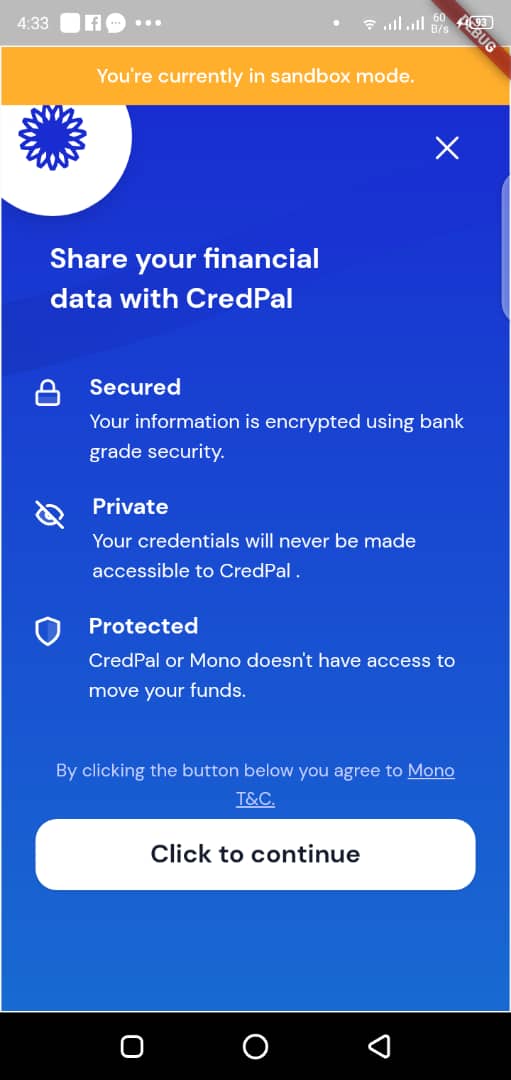 4:33
60
B/s
93
DEBUG
You're currently in sandbox mode.
Share your financial
data with CredPal
Secured
Your information is encrypted using bank
grade security.
Private
Your credentials will never be made
accessible to CredPal .
Protected
CredPal or Mono doesn't have access to
move your funds.
By clicking the button below you agree to Mono
T&C.
Click to continue